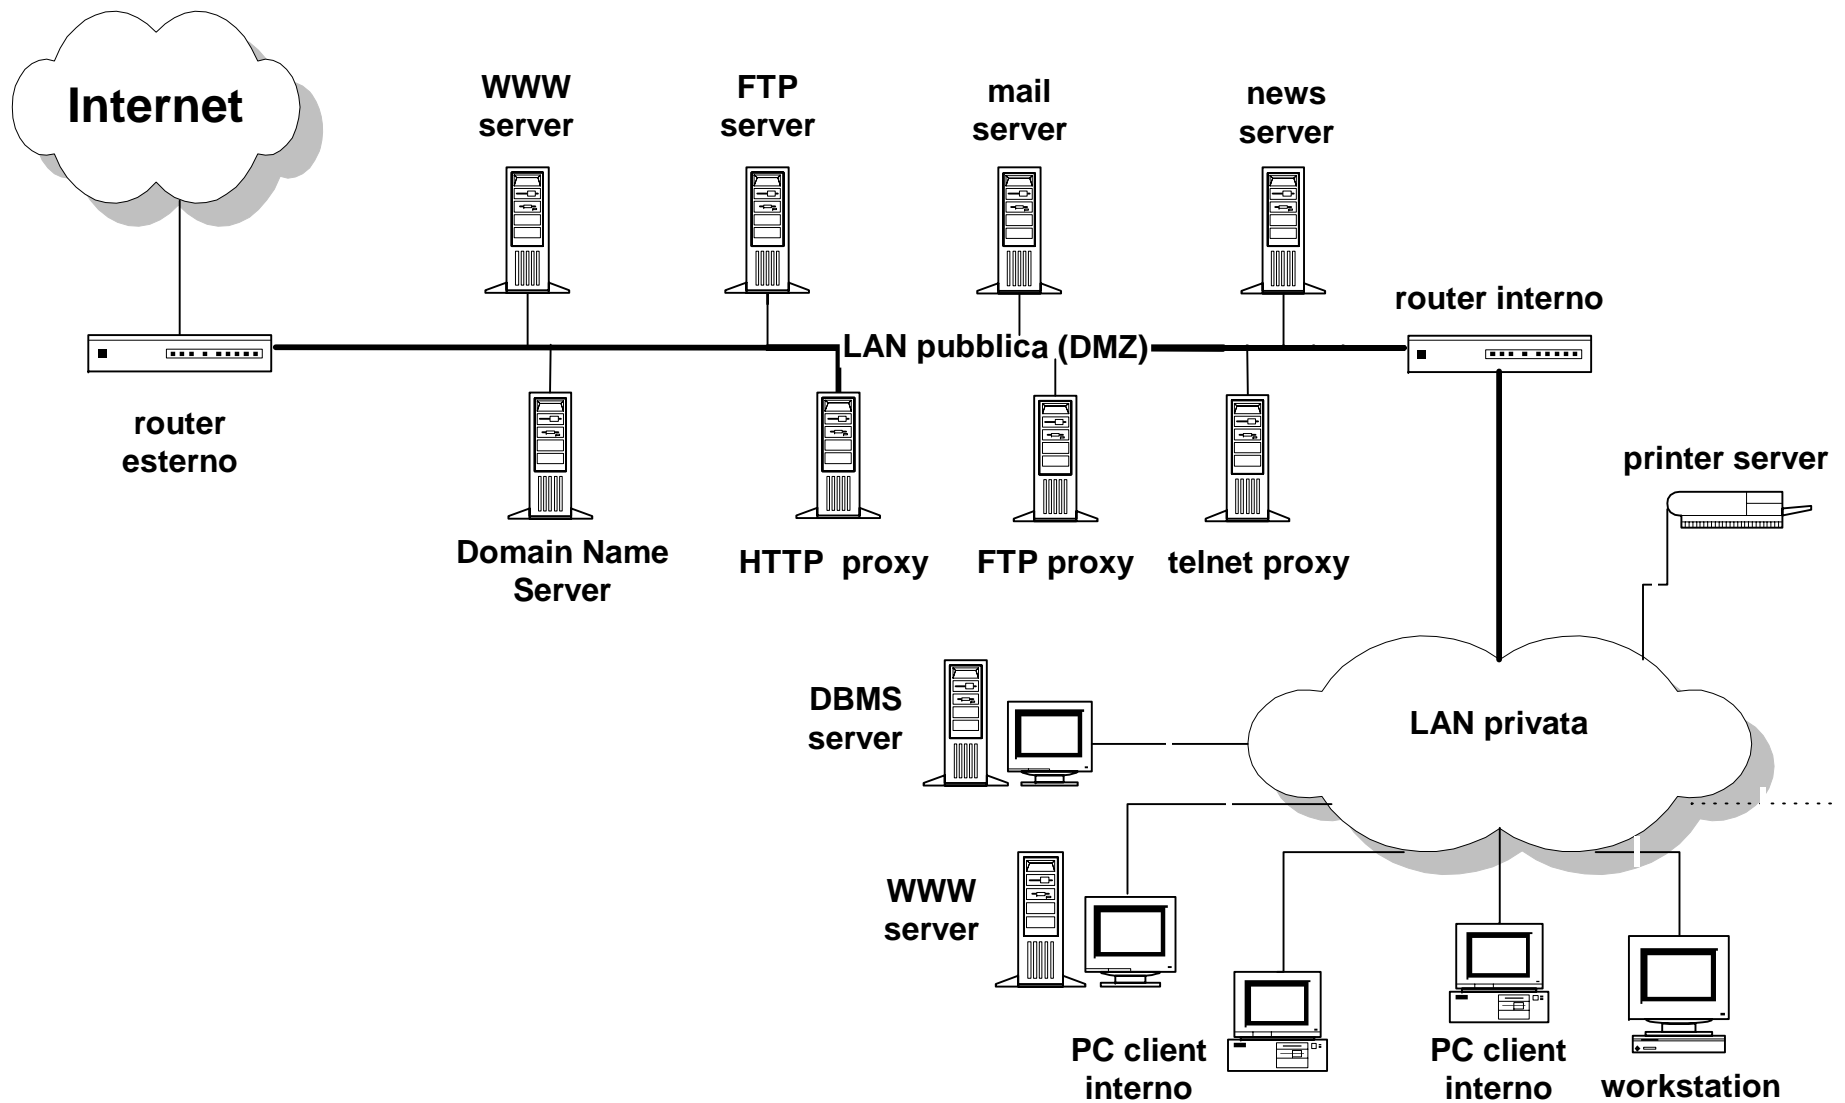 Internet
WWW
server
FTP
server
mail
server
news
server
router interno
LAN pubblica (DMZ)
router
esterno
printer server
Domain Name
Server
HTTP  proxy
FTP proxy
telnet proxy
DBMS
server
LAN privata
WWW
server
PC client
interno
PC client
interno
workstation